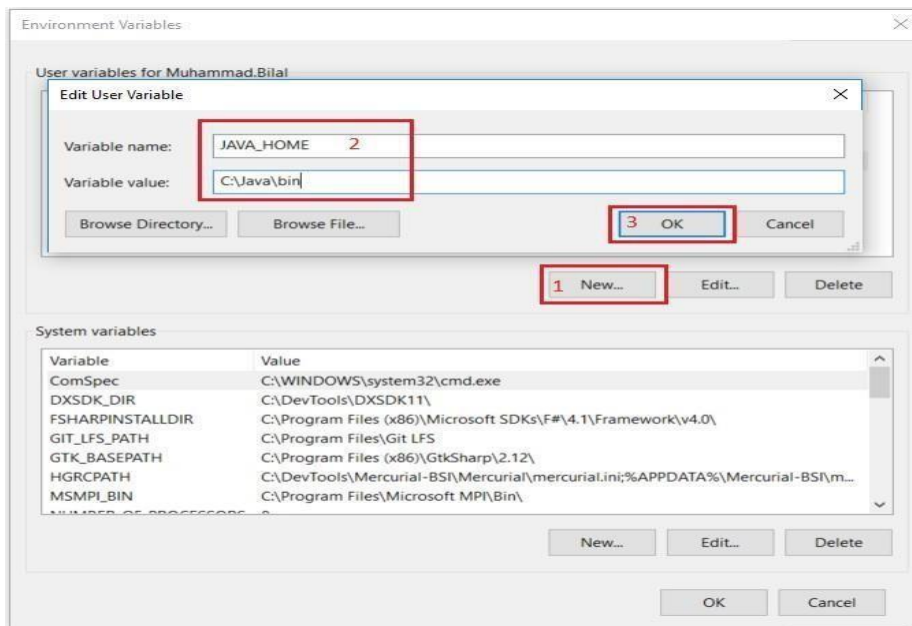 Environment Variables
User variables for Muhammad.Bilal
Edit User Variable
Variable name: JAVA_HOME 2
Variable value: C:\Java\bin
Browse Directory... Browse File... 3 OK Cancel
1 New... Edit... Delete
System variables
Variable Value
ComSpec C:\WINDOWS\system32\cmd.exe
DXSDK_DIR C:\DevTools\DXSDK11\
FSHARPINSTALLDIR C:\Program Files (x86)\Microsoft SDKs\F#\4.1\Framework\v4.0\
GIT_LFS_PATH C:\Program Files\Git LFS
GTK_BASEPATH C:\Program Files (x86)\GtkSharp\2.12\
HGRCPATH C:\DevTools\Mercurial-BSI\Mercurial\mercurial.ini;%APPDATA%\Mercurial-BSI\m...
MSMPI_BIN C:\Program Files\Microsoft MPI\Bin\
NUMBER_OF_PROCESSORS
New... Edit... Delete
OK Cancel